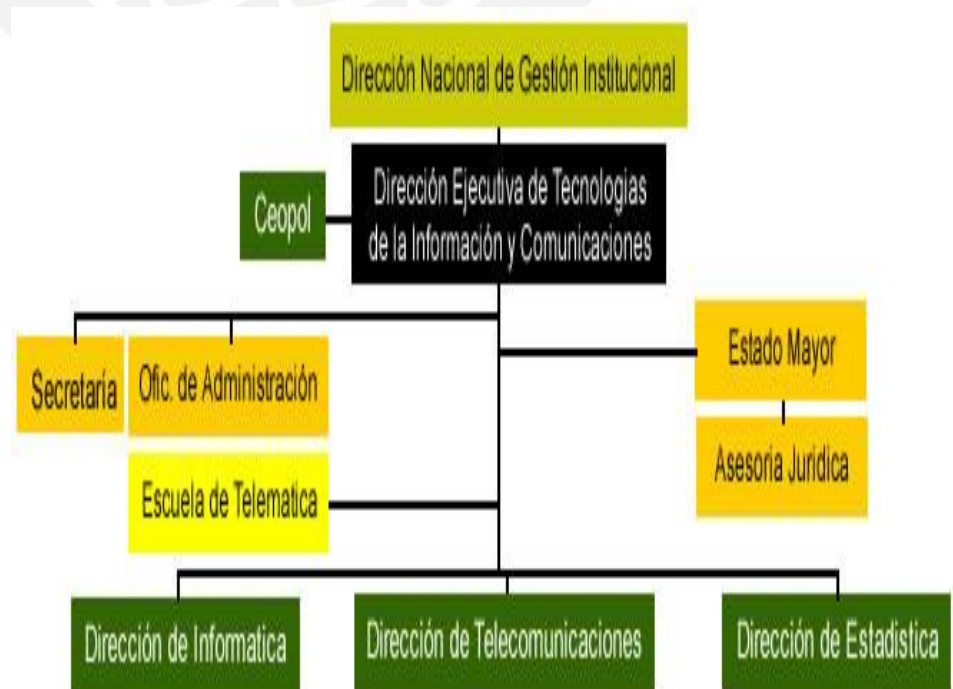 Dirección Nacional de Gestión Institucional
Ceopol
Dirección Ejecutiva de Tecnologias
de la Información y Comunicaciones
Secretaría
Ofic. de Administración
Estado Mayor
Asesoria Juridica
Escuela de Telematica
Dirección de Informatica
Dirección de Telecomunicaciones
Dirección de Estadistica